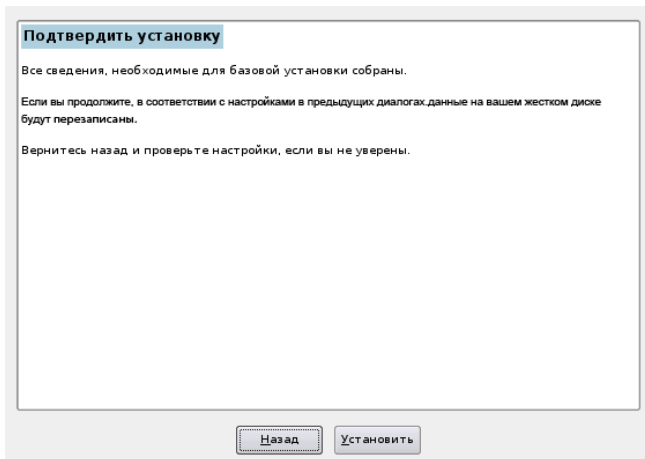 Подтвердить установку
Все сведения, необходимые для базовой установки собраны.
Если вы продолжите, в соответствии с настройками в предыдущих диалогах.данные на вашем жестком диске
будут перезаписаны.
Вернитесь назад и проверьте настройки, если вы не уверены.
Назад
Установить